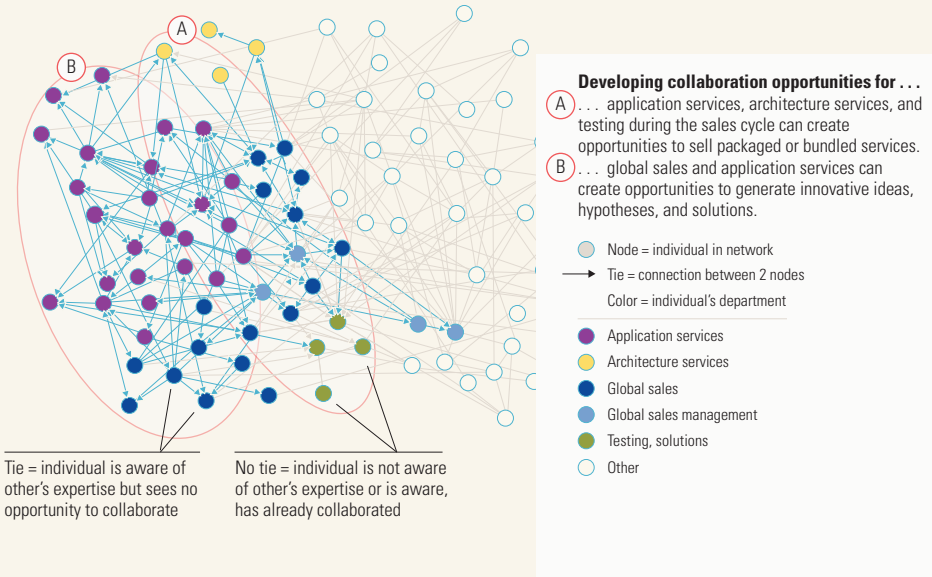 A
B
Developing collaboration opportunities for . . .
A . . . application services, architecture services, and
testing during the sales cycle can create
opportunities to sell packaged or bundled services.
B . . . global sales and application services can
create opportunities to generate innovative ideas,
hypotheses, and solutions.
Node = individual in network
Tie = connection between 2 nodes
Color = individual's department
Application services
Architecture services
Global sales
Global sales management
Testing, solutions
Other
Tie = individual is aware of
other's expertise but sees no
opportunity to collaborate
No tie = individual is not aware
of other's expertise or is aware,
has already collaborated